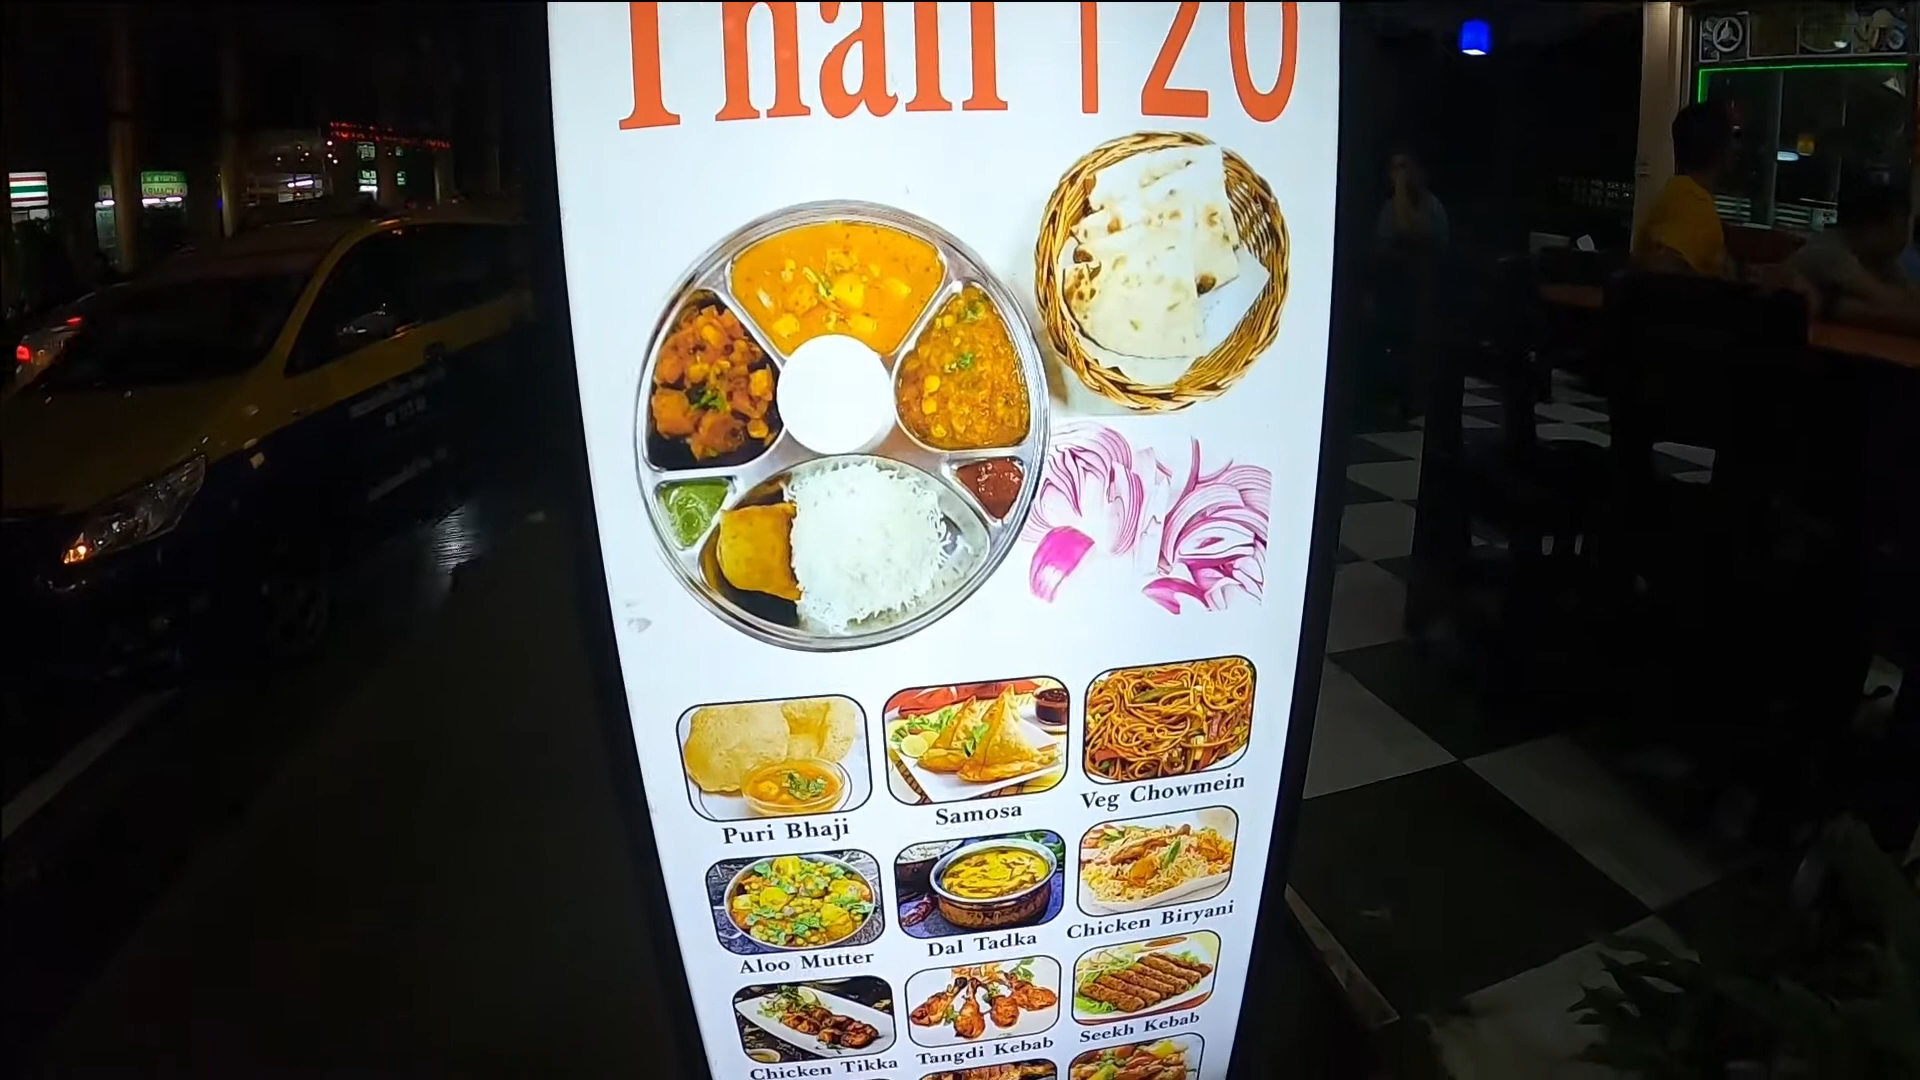 Thali 120
Puri Bhaji
Samosa
Veg Chowmein
Aloo Mutter
Dal Tadka
Chicken Biryani
Chicken Tikka
Tangdi Kebab
Seekh Kebab